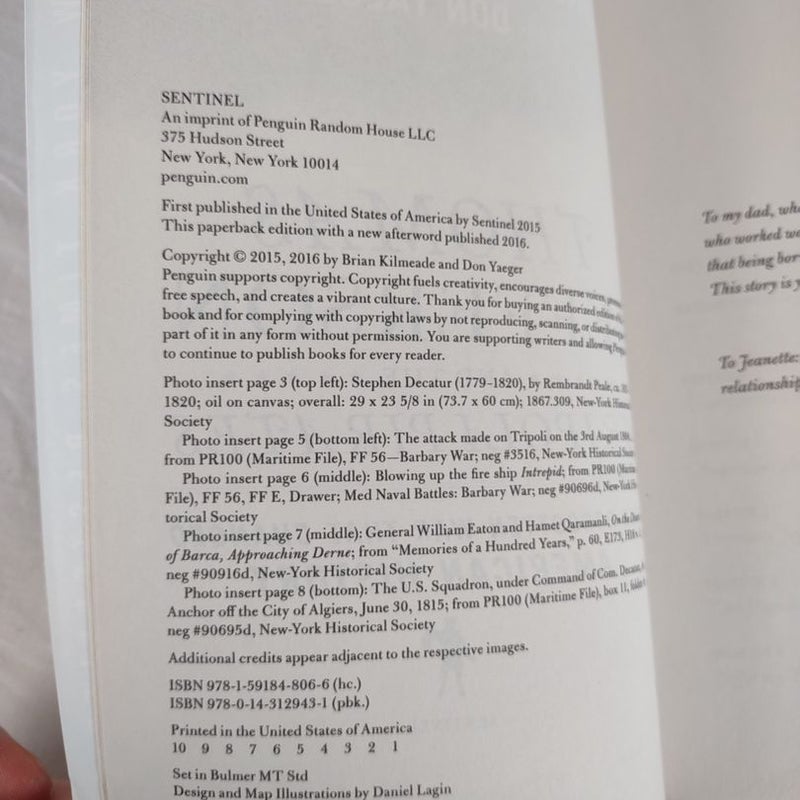 SENTINEL
An imprint of Penguin Random House LLC
375 Hudson Street
New York, New York 10014
penguin.com
First published in the United States of America by Sentinel 2015
This paperback edition with a new afterword published 2016.
Copyright © 2015, 2016 by Brian Kilmeade and Don Yaeger
Penguin supports copyright. Copyright fuels creativity, encourages diverse voices,
free speech, and creates a vibrant culture. Thank you for buying an authorized edition
book and for complying with copyright laws by not reproducing, scanning, or
part of it in any form without permission. You are supporting writers and allowing
to continue to publish books for every reader.
Photo insert page 3 (top left): Stephen Decatur (1779–1820), by Rembrandt Peale, ca.
1820; oil on canvas; overall: 29 x 23 5/8 in (73.7 x 60 cm); 1867.309, New-York
Society
Photo insert page 5 (bottom left): The attack made on Tripoli on the 3rd August
from PR100 (Maritime File), FF 56—Barbary War; neg #3516, New-York Historical
Photo insert page 6 (middle): Blowing up the fire ship Intrepid; from PR100
File), FF 56, FF E, Drawer; Med Naval Battles: Barbary War; neg #90696d,
torical Society
Photo insert page 7 (middle): General William Eaton and Hamet Qaramanli, On the
of Barca, Approaching Derne; from “Memories of a Hundred Years,” p. 60, E173,
neg #90916d, New-York Historical Society
Photo insert page 8 (bottom): The U.S. Squadron, under Command of Com.
Anchor off the City of Algiers, June 30, 1815; from PR100 (Maritime File), box 11,
neg #90695d, New-York Historical Society
Additional credits appear adjacent to the respective images.
ISBN 978-1-59184-806-6 (hc.)
ISBN 978-0-14-312943-1 (pbk.)
Printed in the United States of America
10 9 8 7 6 5 4 3 2 1
Set in Bulmer MT Std
Design and Map Illustrations by Daniel Lagin
To my dad,
who worked
that being
This story is
To Jeanette: